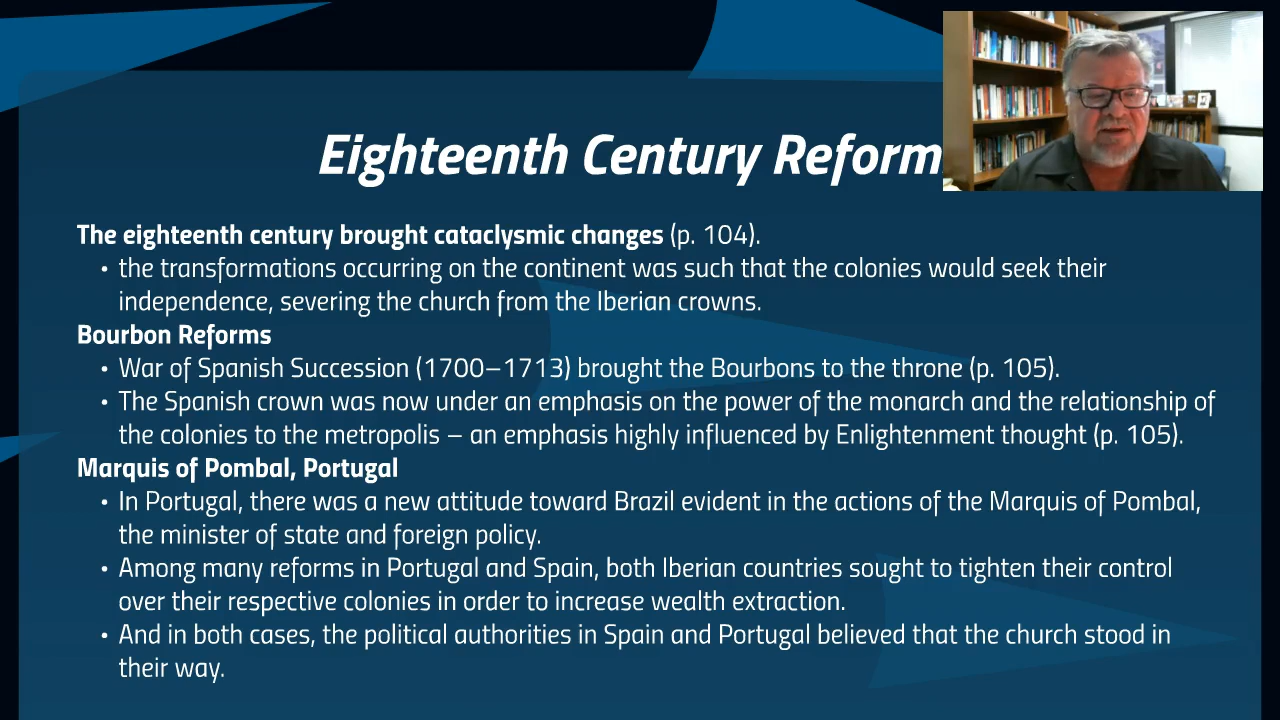 Eighteenth Century Reform
The eighteenth century brought cataclysmic changes (p. 104).
• the transformations occurring on the continent was such that the colonies would seek their
independence, severing the church from the Iberian crowns.
Bourbon Reforms
• War of Spanish Succession (1700–1713) brought the Bourbons to the throne (p. 105).
• The Spanish crown was now under an emphasis on the power of the monarch and the relationship of
the colonies to the metropolis – an emphasis highly influenced by Enlightenment thought (p. 105).
Marquis of Pombal, Portugal
• In Portugal, there was a new attitude toward Brazil evident in the actions of the Marquis of Pombal,
the minister of state and foreign policy.
• Among many reforms in Portugal and Spain, both Iberian countries sought to tighten their control
over their respective colonies in order to increase wealth extraction.
• And in both cases, the political authorities in Spain and Portugal believed that the church stood in
their way.